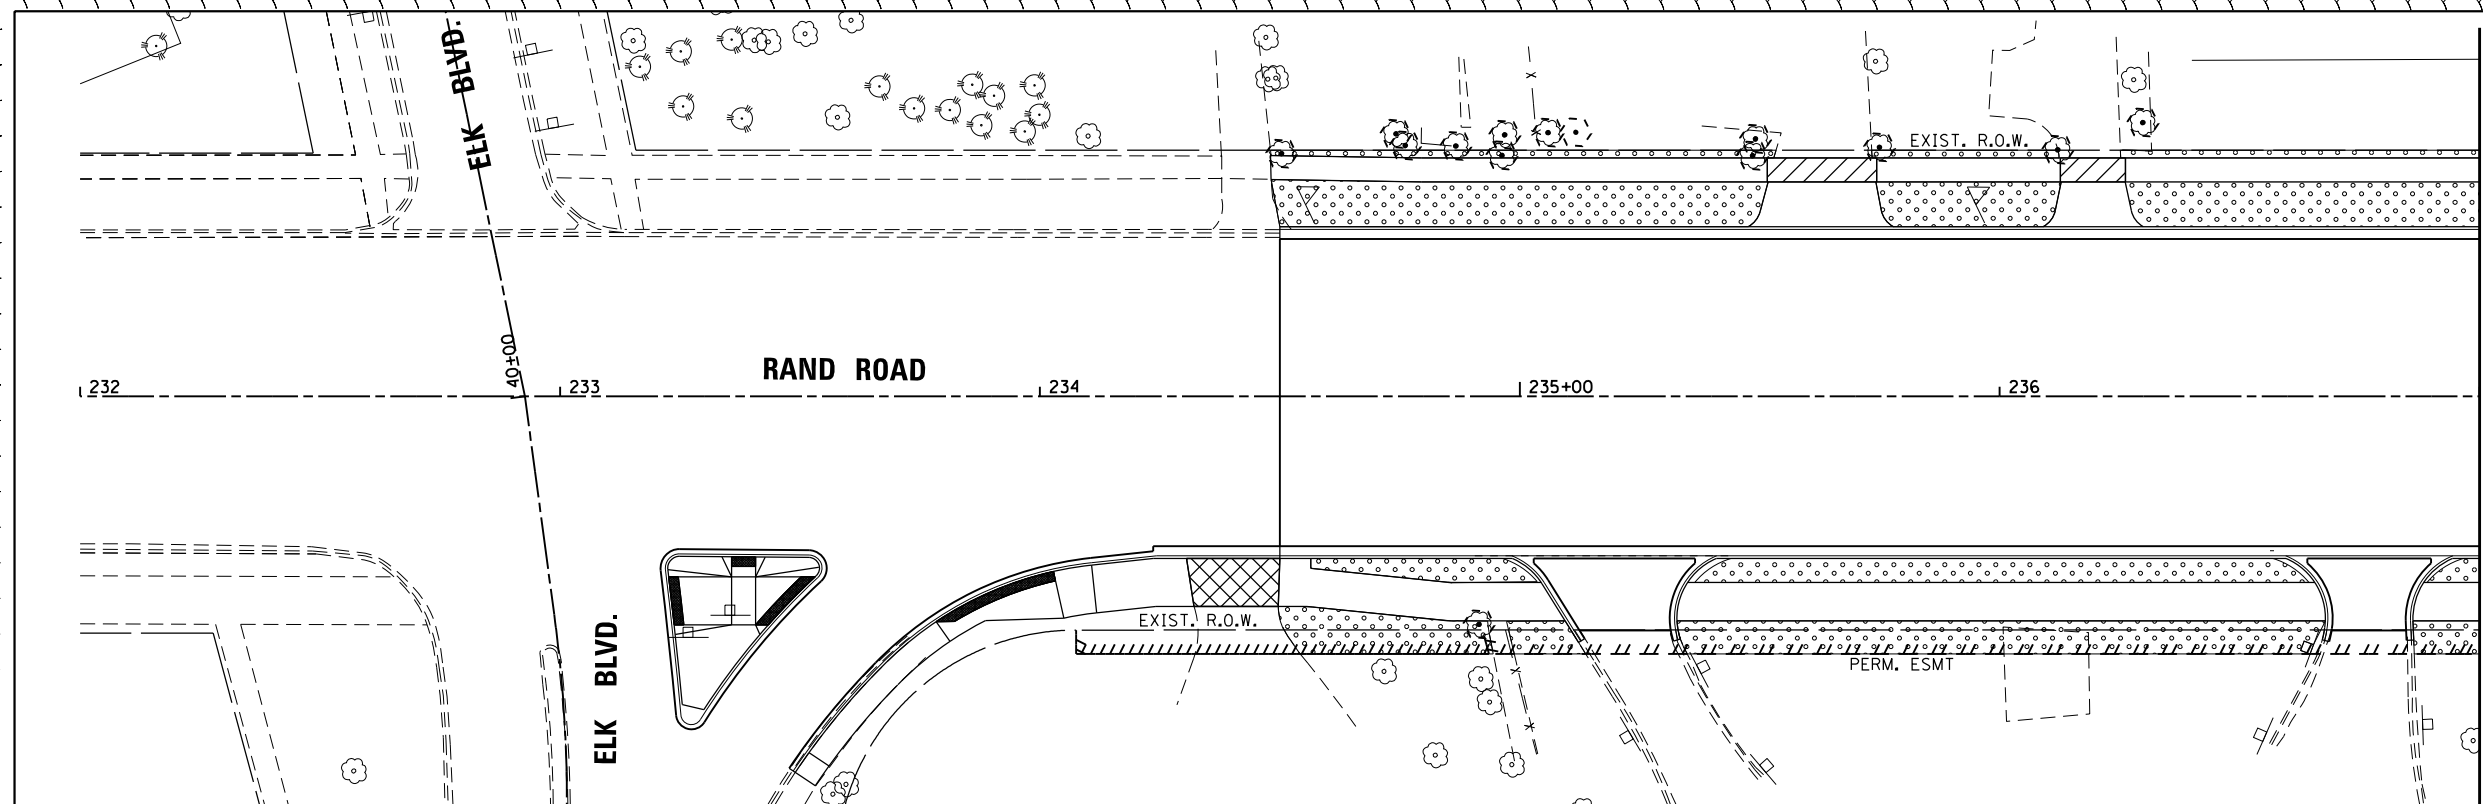 ELK BLVD.
EXIST. R.O.W.
40+00
RAND ROAD
232
233
234
235+00
236
EXIST. R.O.W.
ELK BLVD.
PERM. ESMT